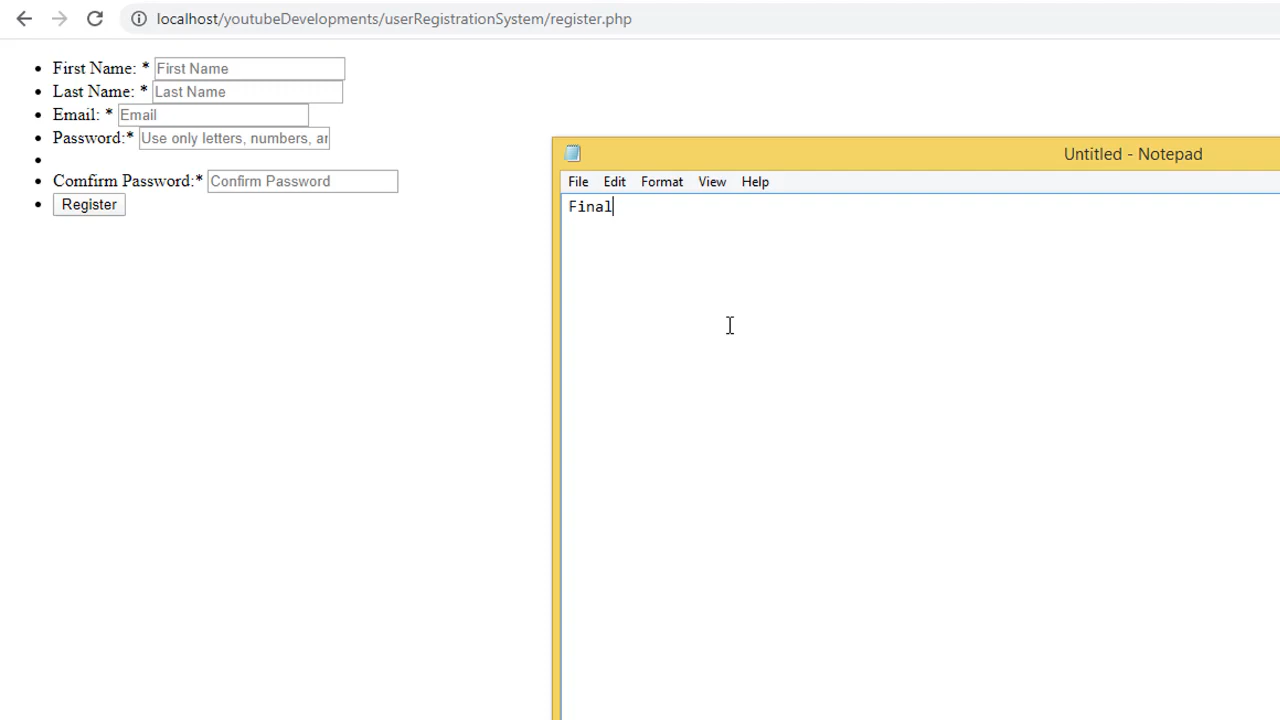 localhost/youtubeDevelopments/userRegistrationSystem/register.php
First Name: * First Name
Last Name: * Last Name
Email: * Email
Password:* Use only letters, numbers, ar
Comfirm Password:* Confirm Password
Register
Untitled - Notepad
File Edit Format View Help
Final